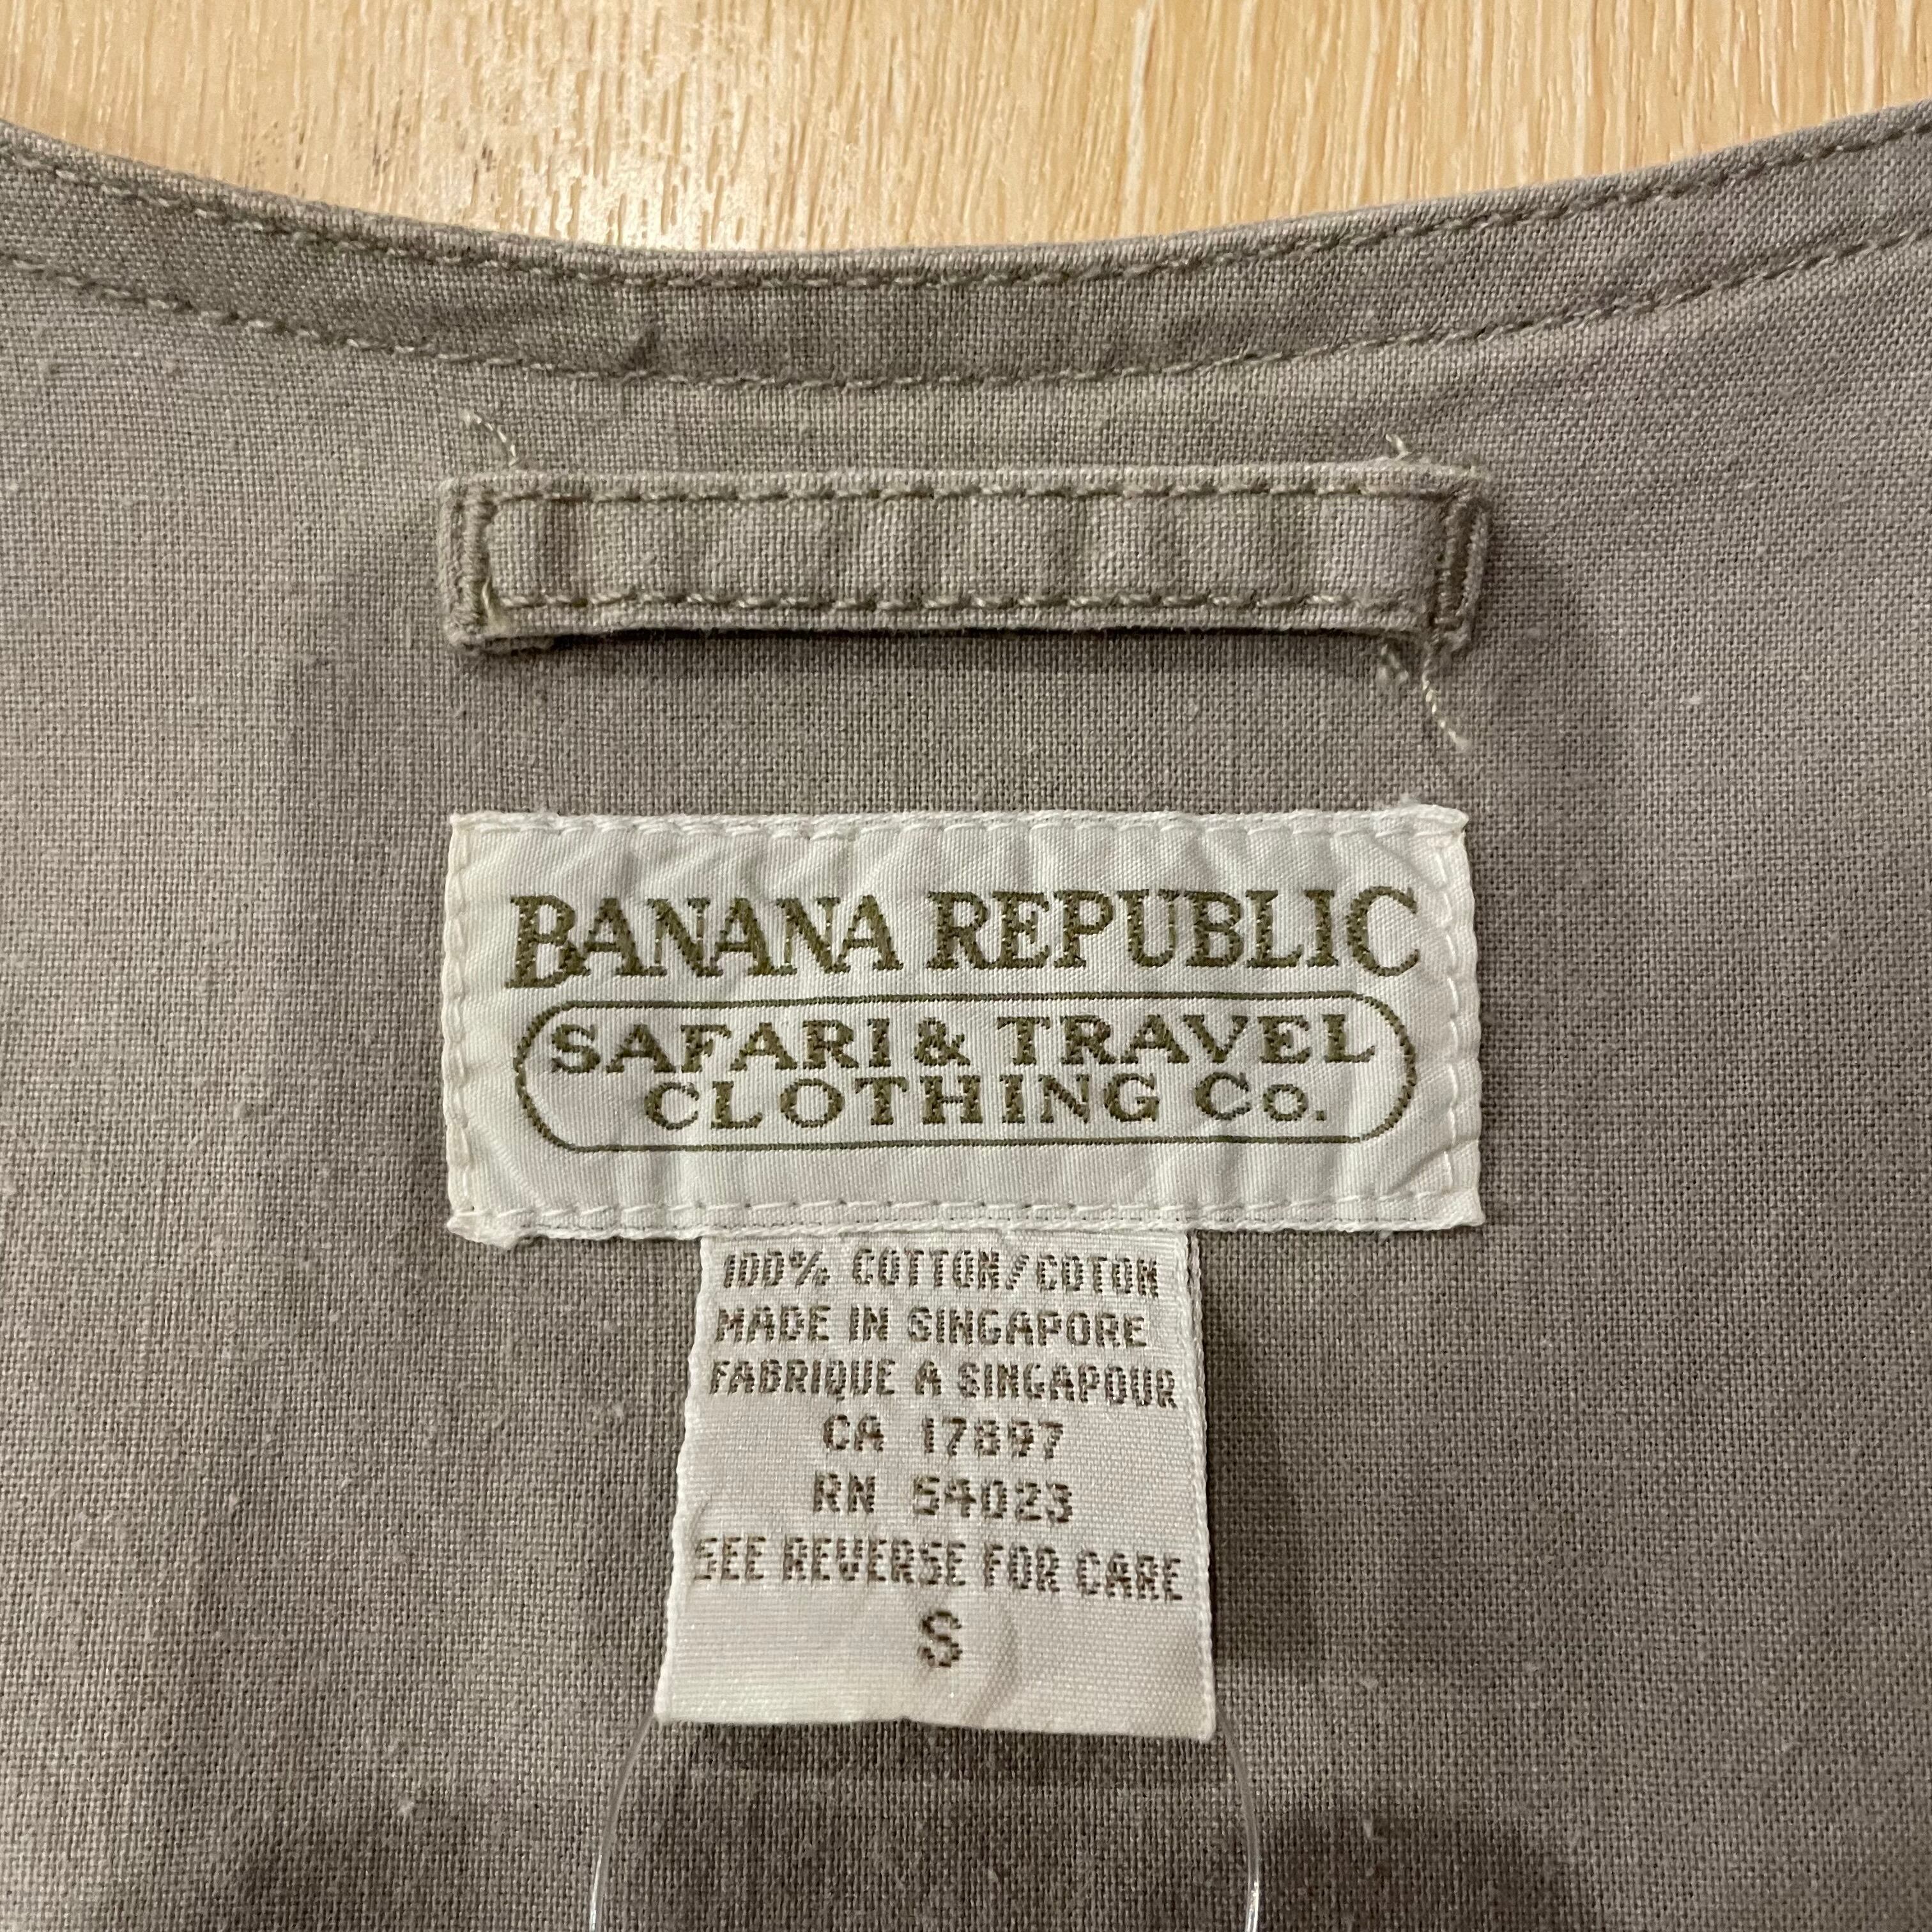 BANANA REPUBLIC
SAFARI & TRAVEL
CLOTHING Co.
100% COTTON/COTON
MADE IN SINGAPORE
FABRIQUE A SINGAPOUR
CA 17897
RN 54023
SEE REVERSE FOR CARE
S